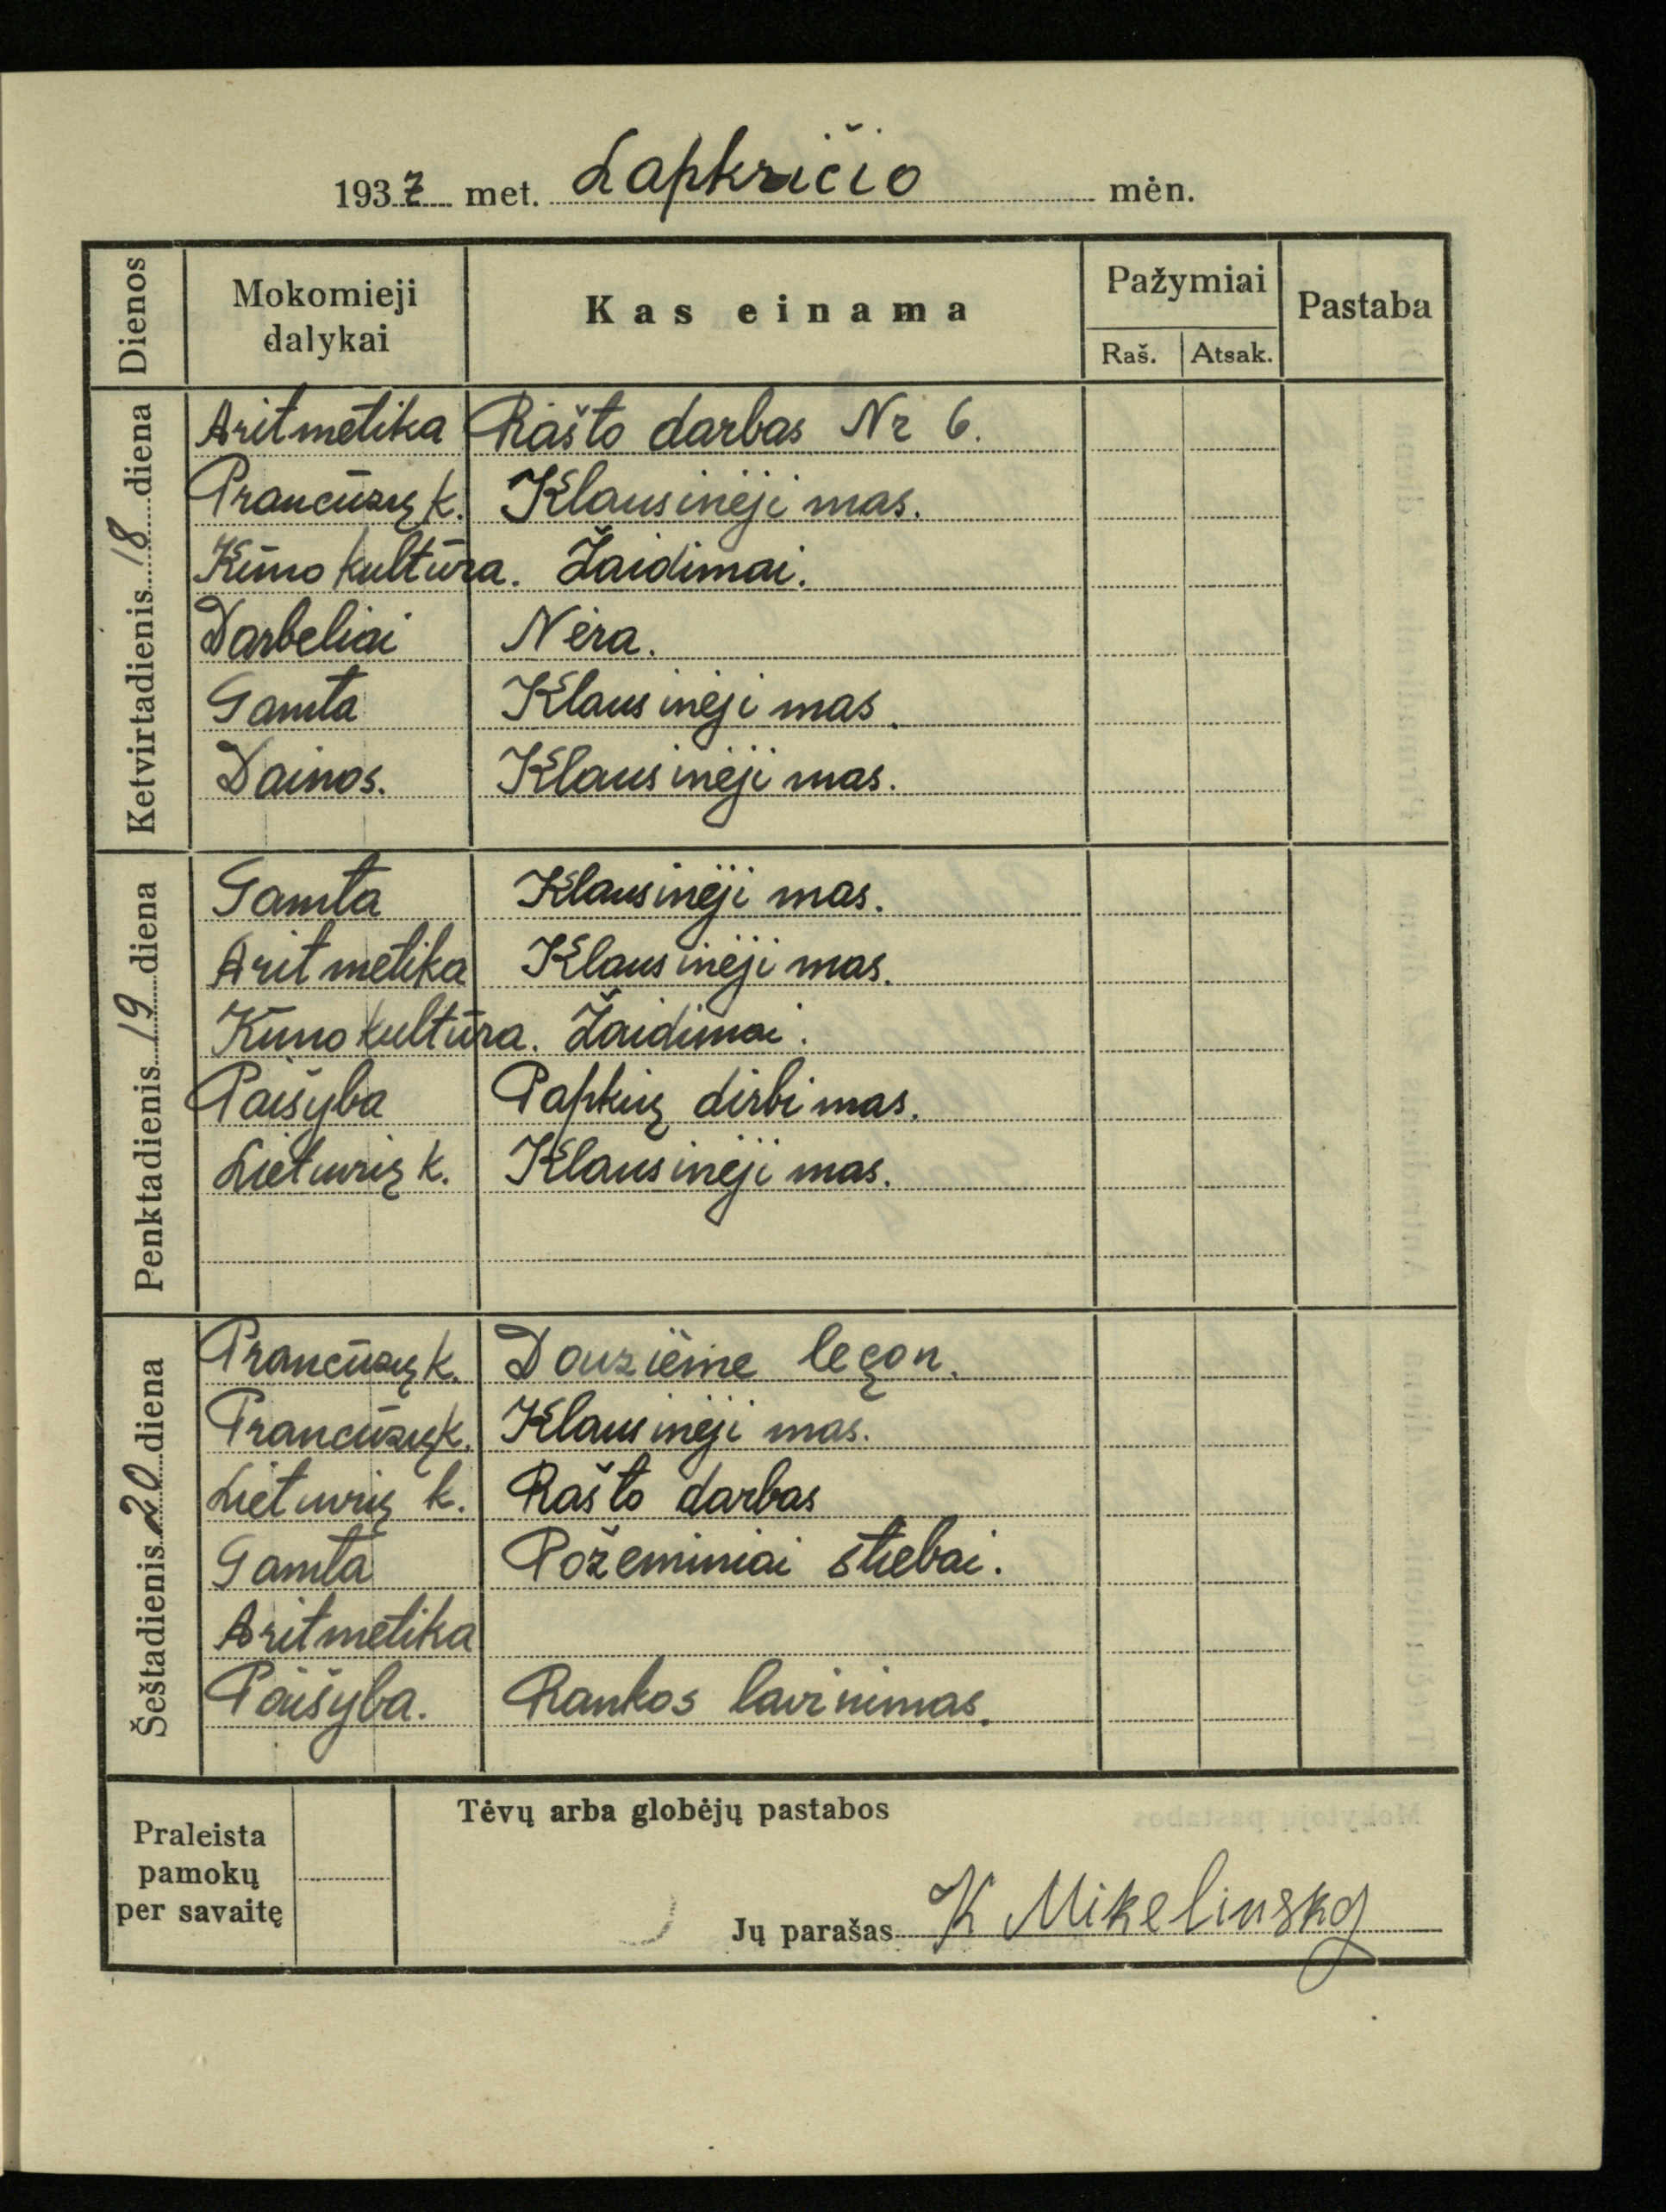 1937 met. Lapkričio mėn.
Dienos Mokomieji dalykai Kas einama Pažymiai Pastaba
Raš. Atsak.
Ketvirtadienis 18 diena
Aritmetika Rašto darbas Nr 6.
Prancūzų k. Klausinėjimas.
Kūno kultūra. Žaidimai.
Darbeliai Nėra.
Gamta Klausinėjimas.
Dainos. Klausinėjimas.
Penktadienis 19 diena
Gamta Klausinėjimas.
Aritmetika Klausinėjimas.
Kūno kultūra. Žaidimai.
Paišyba Papkių dirbimas.
Lietuvių k. Klausinėjimas.
Šeštadienis 20 diena
Prancūzų k. Douzième leçon.
Prancūzų k. Klausinėjimas.
Lietuvių k. Rašto darbas
Gamta Požeminiai stiebai.
Aritmetika
Paišyba. Rankos lavinimas.
Praleista
pamokų
per savaitę
Tėvų arba globėjų pastabos
Jų parašas K Mikelinsk